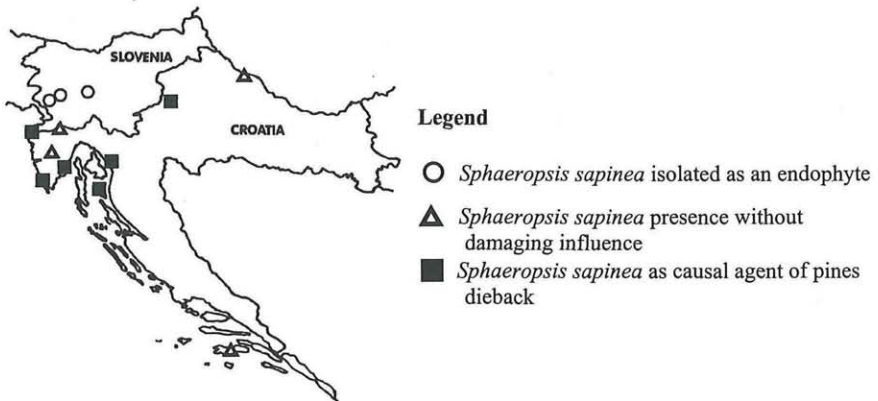 SLOVENIA
CROATIA
Legend
Sphaeropsis sapinea isolated as an endophyte
Sphaeropsis sapinea presence without
damaging influence
Sphaeropsis sapinea as causal agent of pines
dieback